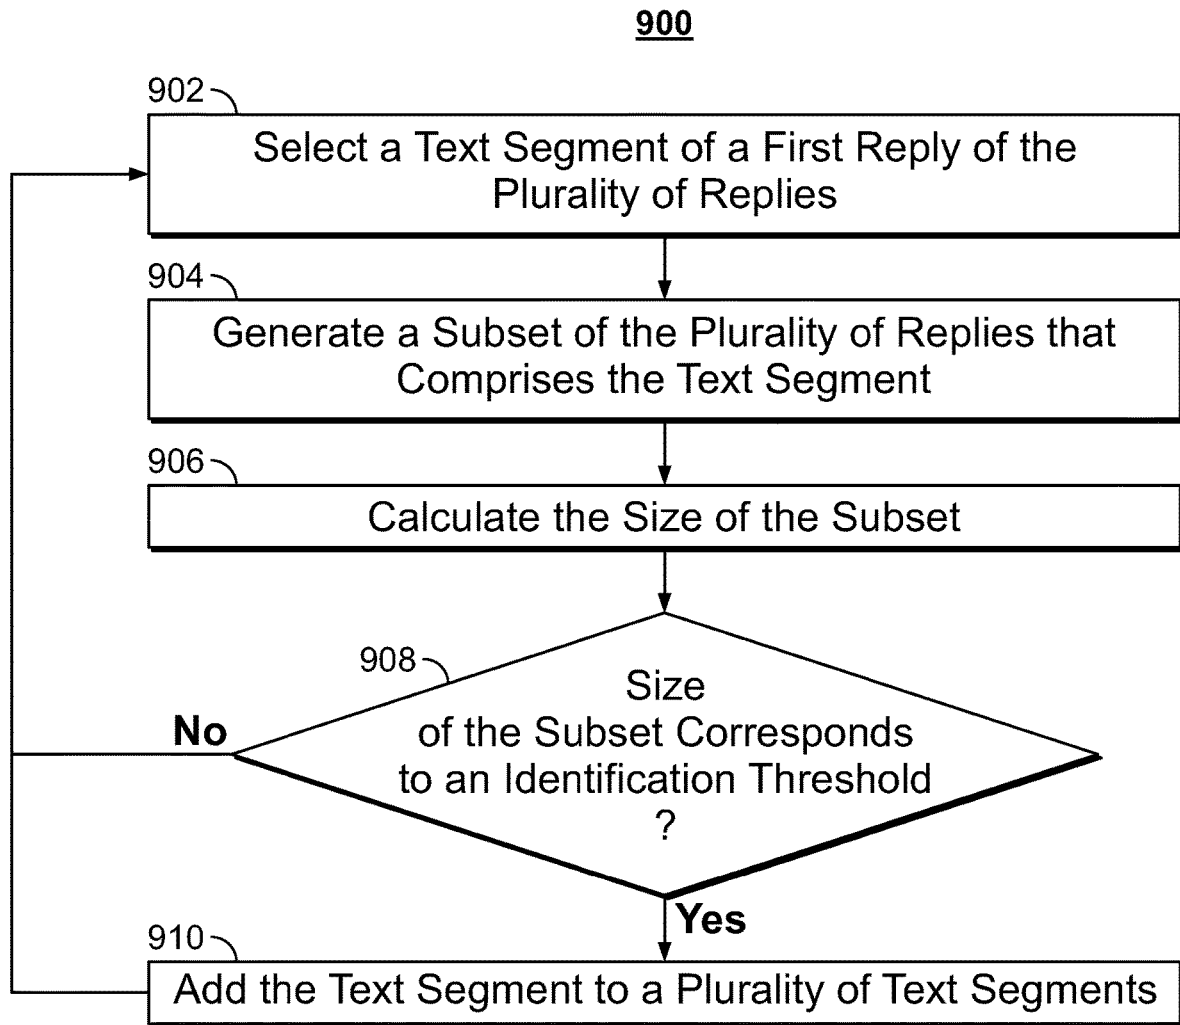 900
902
Select a Text Segment of a First Reply of the
Plurality of Replies
904
Generate a Subset of the Plurality of Replies that
Comprises the Text Segment
906
Calculate the Size of the Subset
908
Size
of the Subset Corresponds
to an Identification Threshold
?
No
Yes
910
Add the Text Segment to a Plurality of Text Segments